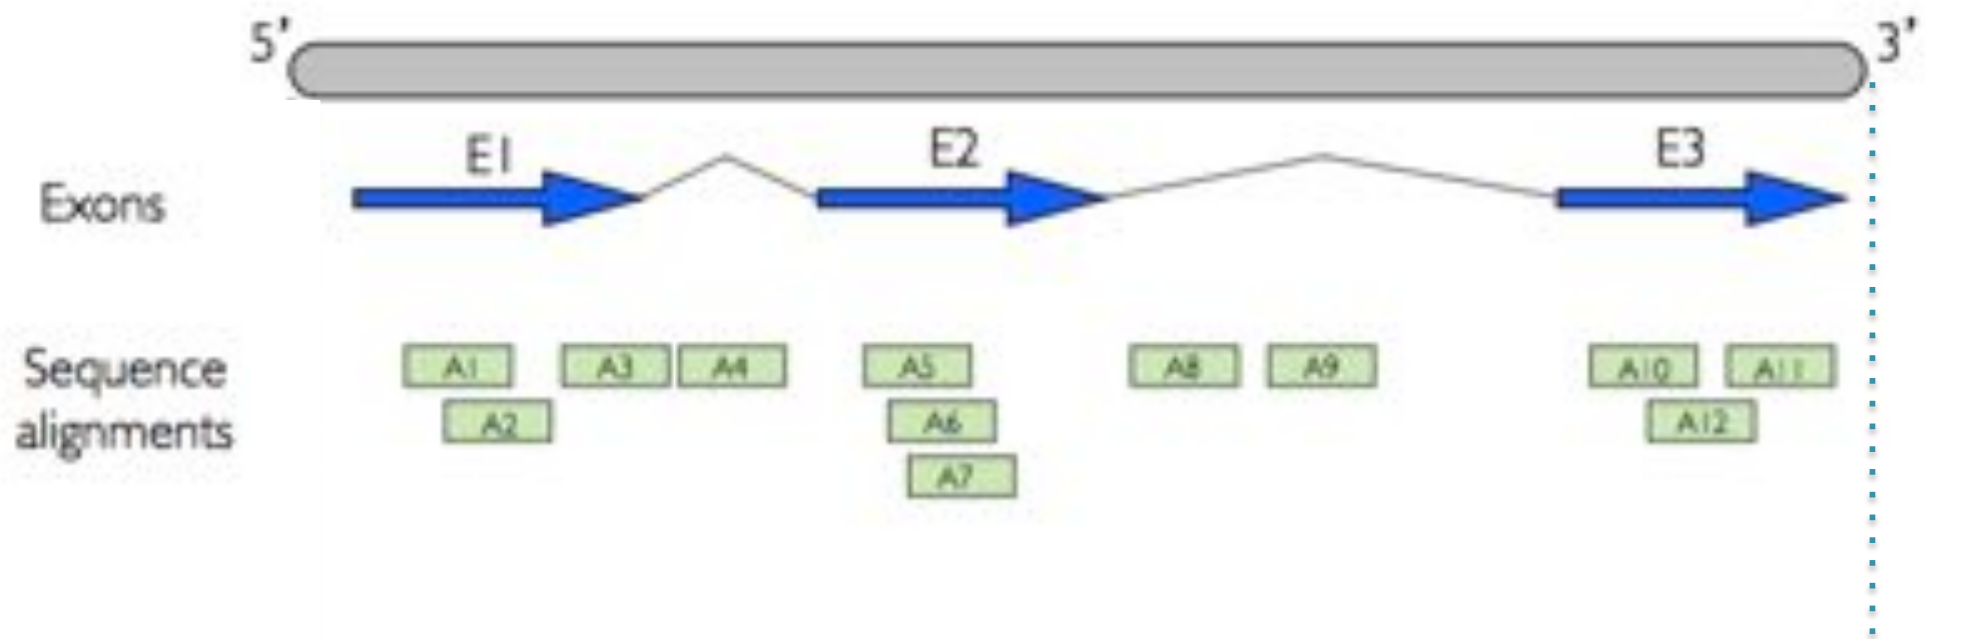 5’ 3’
E1 E2 E3
Exons
Sequence
alignments
A1 A3 A4 A5 A8 A9 A10 A11
A2 A6 A12
A7